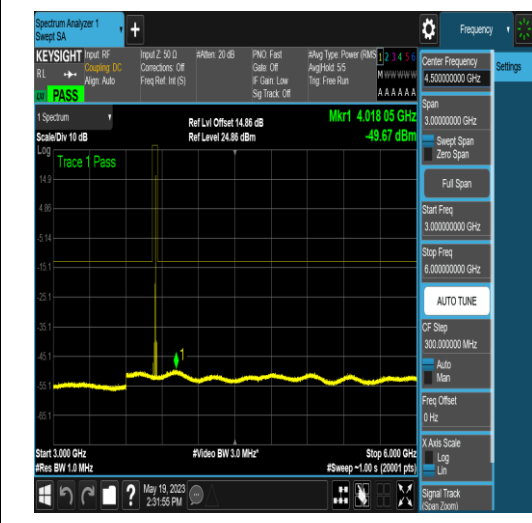 Spectrum Analyzer 1
Swept SA
Frequency
Settings
KEYSIGHT
RL
PASS
Input: RF
Coupling: DC
Align: Auto
Input Z: 50 Ω
Corrections: Off
Freq Ref: Int (S)
#Atten: 20 dB
PNO: Fast
Gate: Off
IF Gain: Low
Sig Track: Off
#Avg Type: Power (RMS)
Avg|Hold: 5/5
Trig: Free Run
1 2 3 4 5 6
M W W W W W
A A A A A A
1 Spectrum
Scale/Div 10 dB
Ref Lvl Offset 14.86 dB
Ref Level 24.86 dBm
Mkr1 4.018 05 GHz
-49.67 dBm
Log
Trace 1 Pass
14.9
4.86
-5.14
-15.1
-25.1
-35.1
-45.1
-55.1
-65.1
1
Start 3.000 GHz
#Res BW 1.0 MHz
#Video BW 3.0 MHz*
Stop 6.000 GHz
#Sweep ~1.00 s (20001 pts)
May 19, 2023
2:31:55 PM
Center Frequency
4.500000000 GHz
Span
3.00000000 GHz
Swept Span
Zero Span
Full Span
Start Freq
3.000000000 GHz
Stop Freq
6.000000000 GHz
AUTO TUNE
CF Step
300.000000 MHz
Auto
Man
Freq Offset
0 Hz
X Axis Scale
Log
Lin
Signal Track
(Span Zoom)